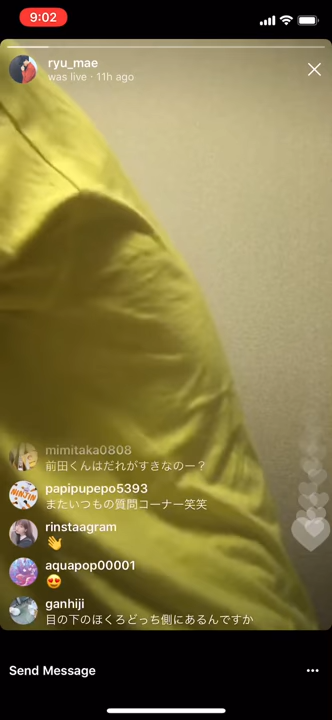 9:02
ryu_mae
was live · 11h ago
mimitaka0808
前田くんはだれがすきなのー？
papipupepo5393
またいつもの質問コーナー笑笑
rinstaagram
👋
aquapop00001
😍
ganhiji
目の下のほくろどっち側にあるんですか
Send Message